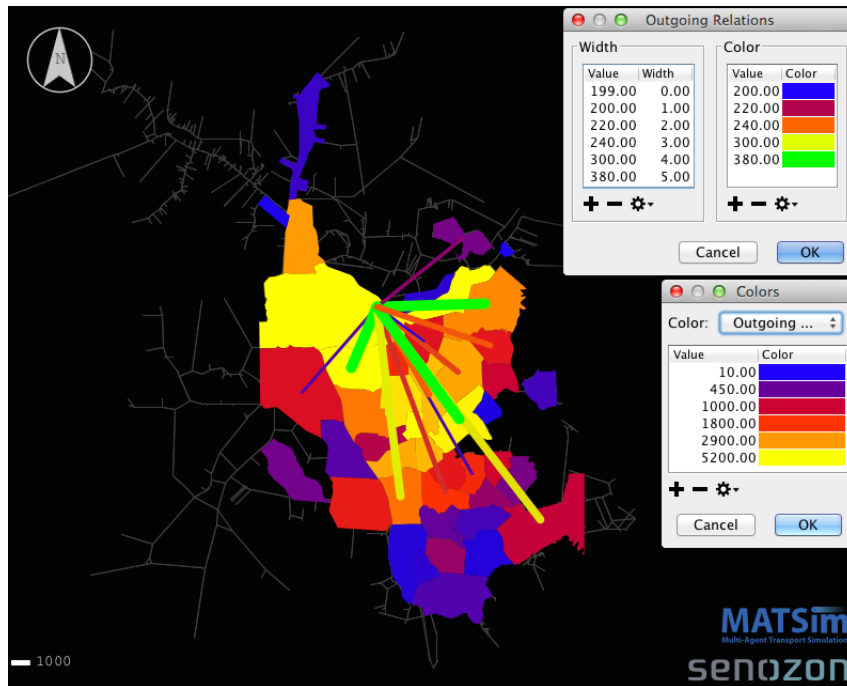 N
Outgoing Relations
Width
Value Width
199.00 0.00
200.00 1.00
220.00 2.00
240.00 3.00
300.00 4.00
380.00 5.00
Color
Value Color
200.00
220.00
240.00
300.00
380.00
Cancel OK
Colors
Color: Outgoing ...
Value Color
10.00
450.00
1000.00
1800.00
2900.00
5200.00
Cancel OK
MATSim
Multi-Agent Transport Simulation
senozon
1000